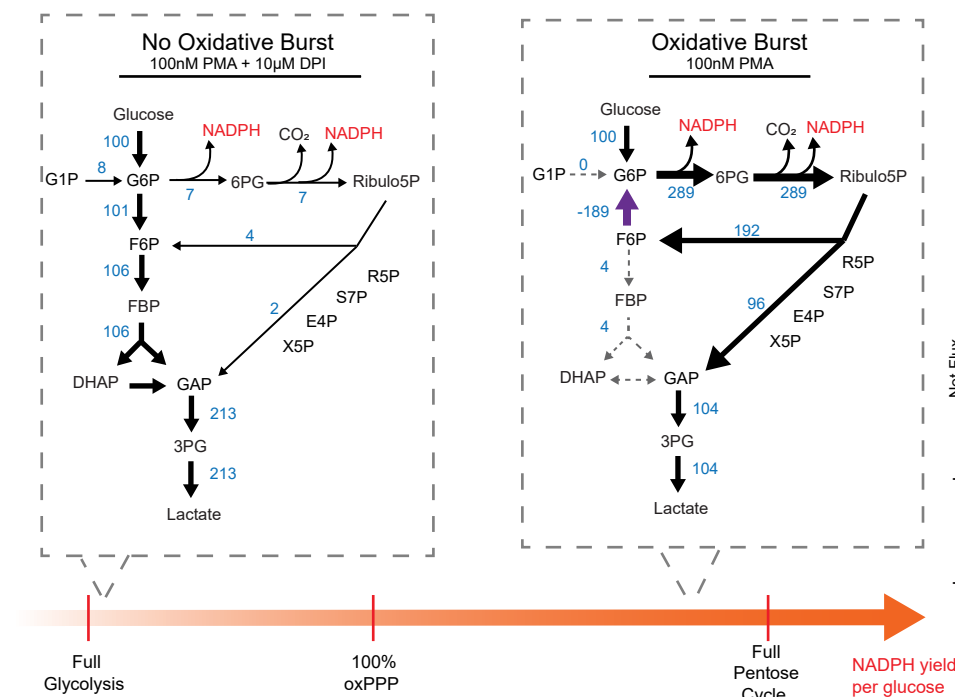 No Oxidative Burst
100nM PMA + 10µM DPI
Glucose
100
NADPH
CO₂
NADPH
8
G1P
G6P
7
6PG
7
Ribulo5P
101
F6P
4
106
R5P
FBP
S7P
2
E4P
106
X5P
DHAP
GAP
213
3PG
213
Lactate
Oxidative Burst
100nM PMA
Glucose
100
NADPH
CO₂
NADPH
0
G1P
G6P
289
6PG
289
Ribulo5P
-189
F6P
192
4
R5P
FBP
S7P
96
E4P
4
X5P
DHAP
GAP
104
3PG
104
Lactate
Net Flux
Full
Glycolysis
100%
oxPPP
Full
Pentose
Cycle
NADPH yield
per glucose